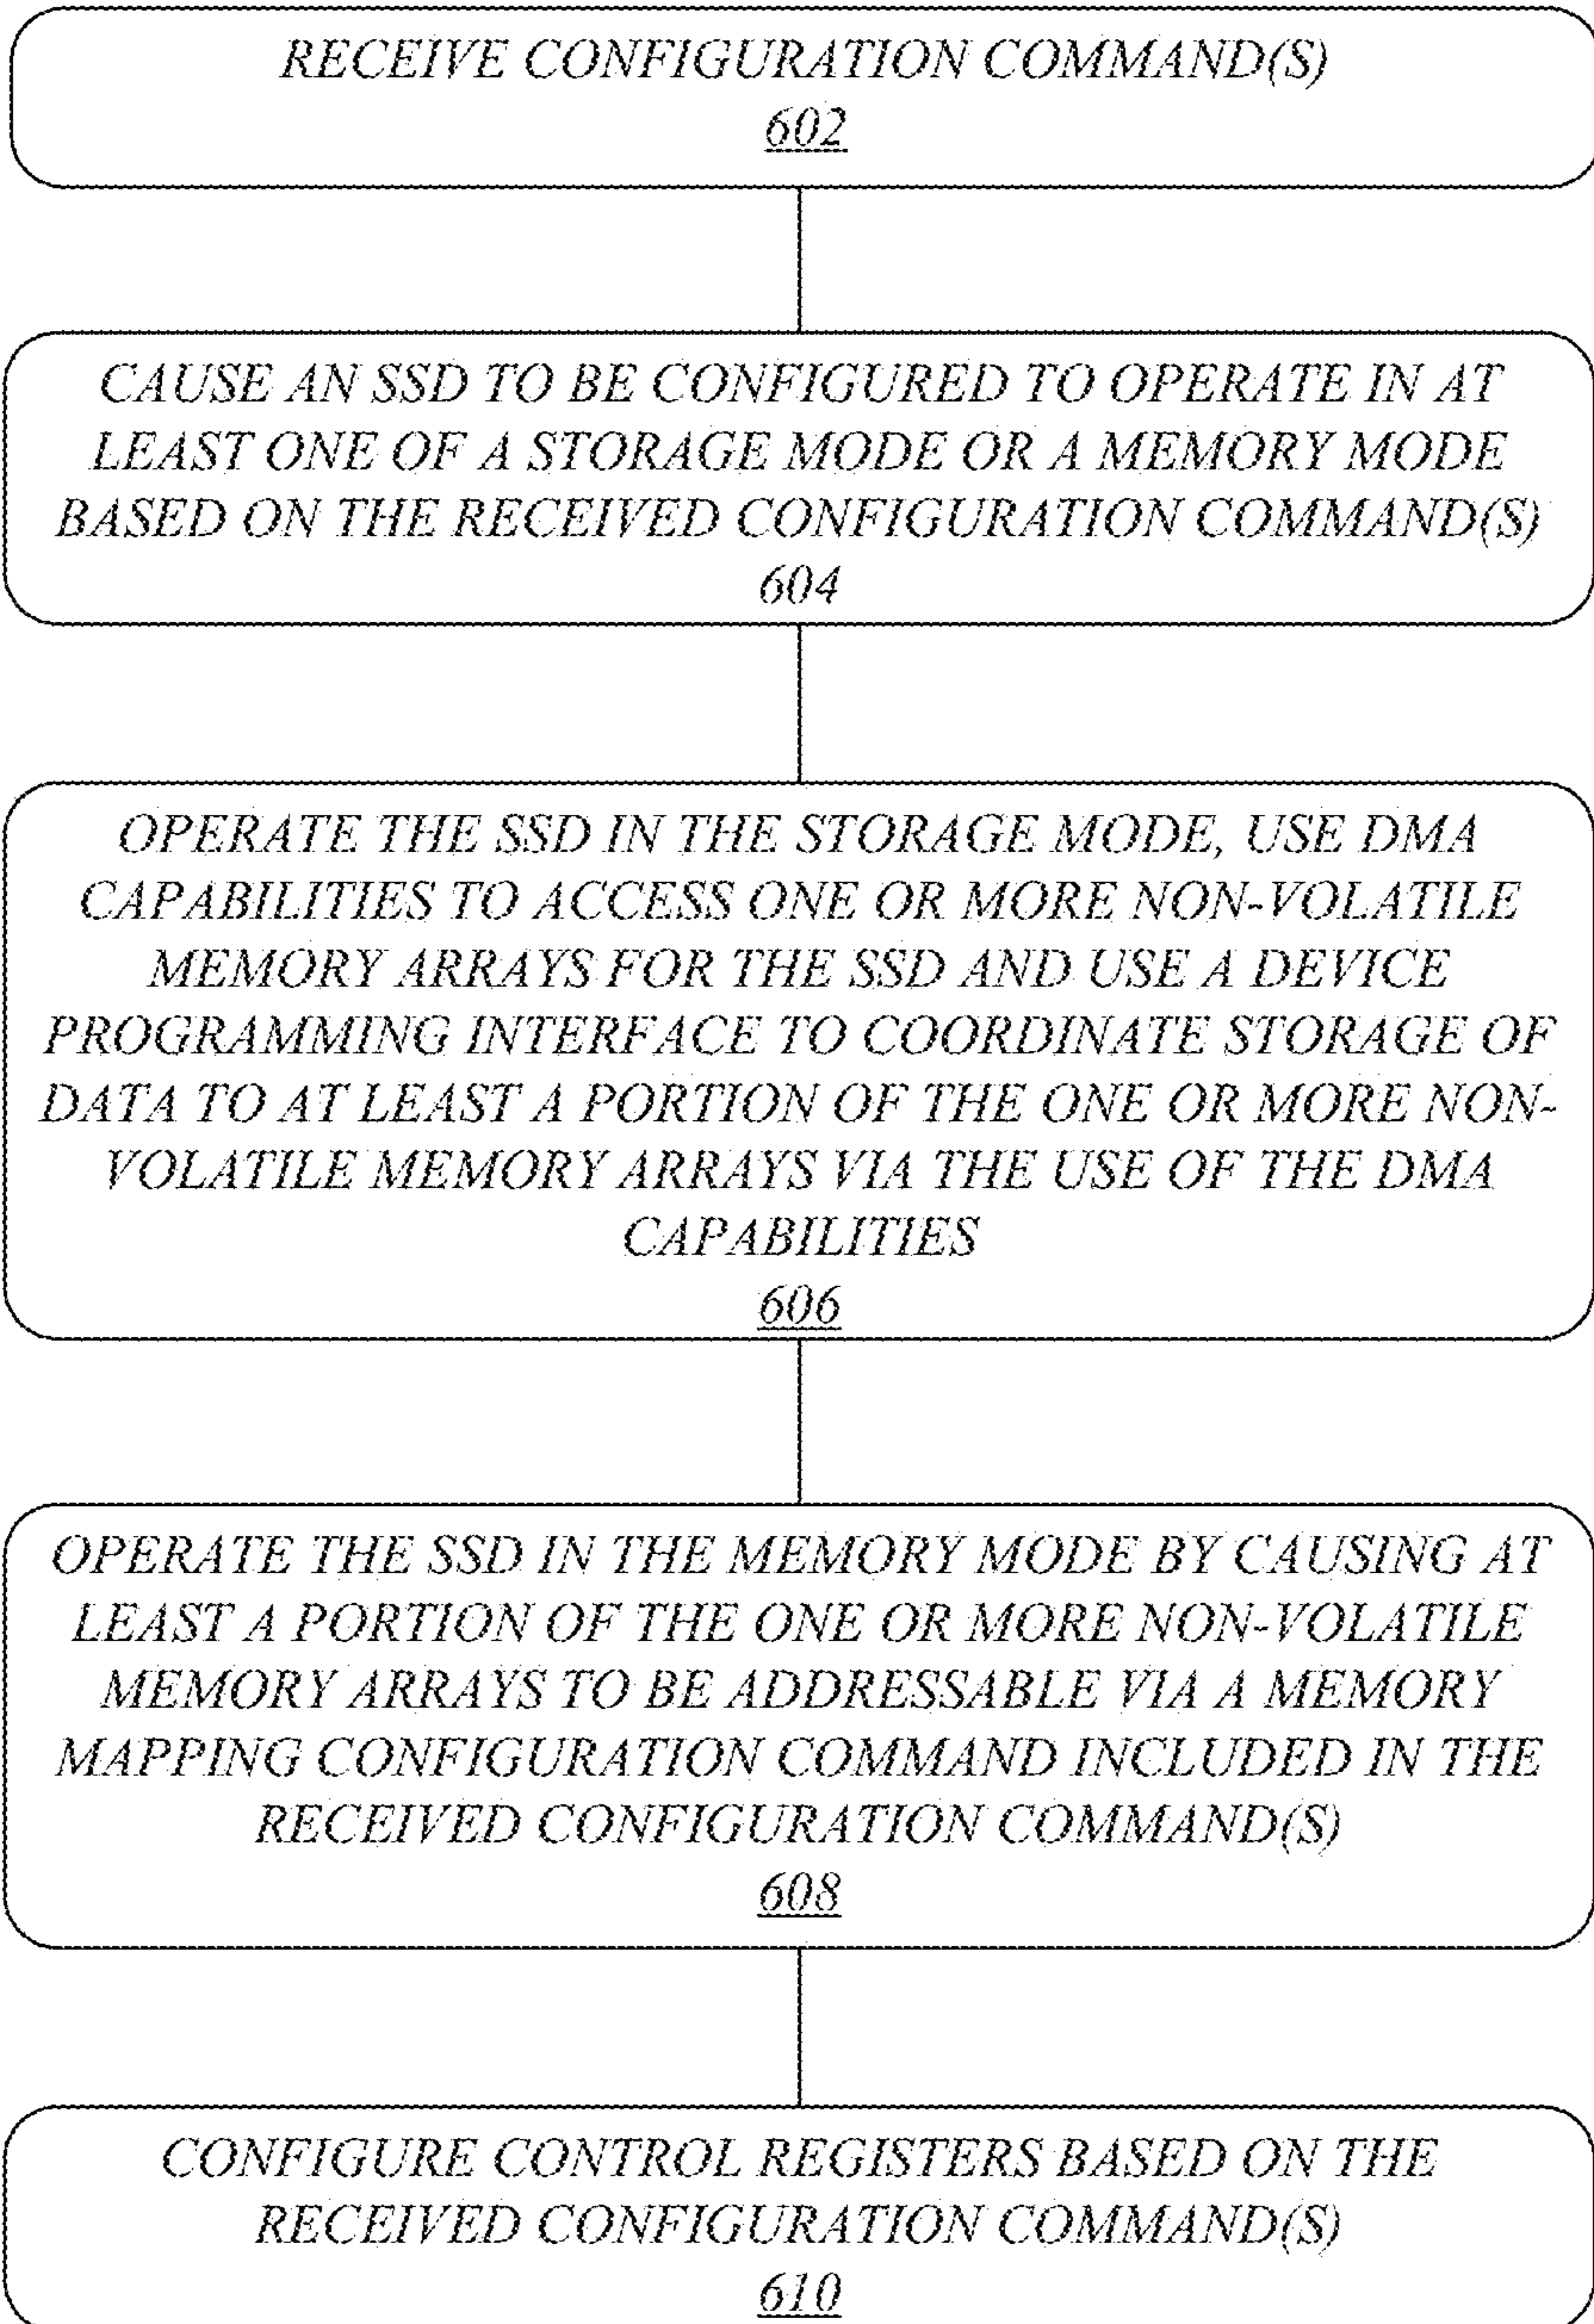 RECEIVE CONFIGURATION COMMAND(S)
602
CAUSE AN SSD TO BE CONFIGURED TO OPERATE IN AT
LEAST ONE OF A STORAGE MODE OR A MEMORY MODE
BASED ON THE RECEIVED CONFIGURATION COMMAND(S)
604
OPERATE THE SSD IN THE STORAGE MODE, USE DMA
CAPABILITIES TO ACCESS ONE OR MORE NON-VOLATILE
MEMORY ARRAYS FOR THE SSD AND USE A DEVICE
PROGRAMMING INTERFACE TO COORDINATE STORAGE OF
DATA TO AT LEAST A PORTION OF THE ONE OR MORE NON-
VOLATILE MEMORY ARRAYS VIA THE USE OF THE DMA
CAPABILITIES
606
OPERATE THE SSD IN THE MEMORY MODE BY CAUSING AT
LEAST A PORTION OF THE ONE OR MORE NON-VOLATILE
MEMORY ARRAYS TO BE ADDRESSABLE VIA A MEMORY
MAPPING CONFIGURATION COMMAND INCLUDED IN THE
RECEIVED CONFIGURATION COMMAND(S)
608
CONFIGURE CONTROL REGISTERS BASED ON THE
RECEIVED CONFIGURATION COMMAND(S)
610